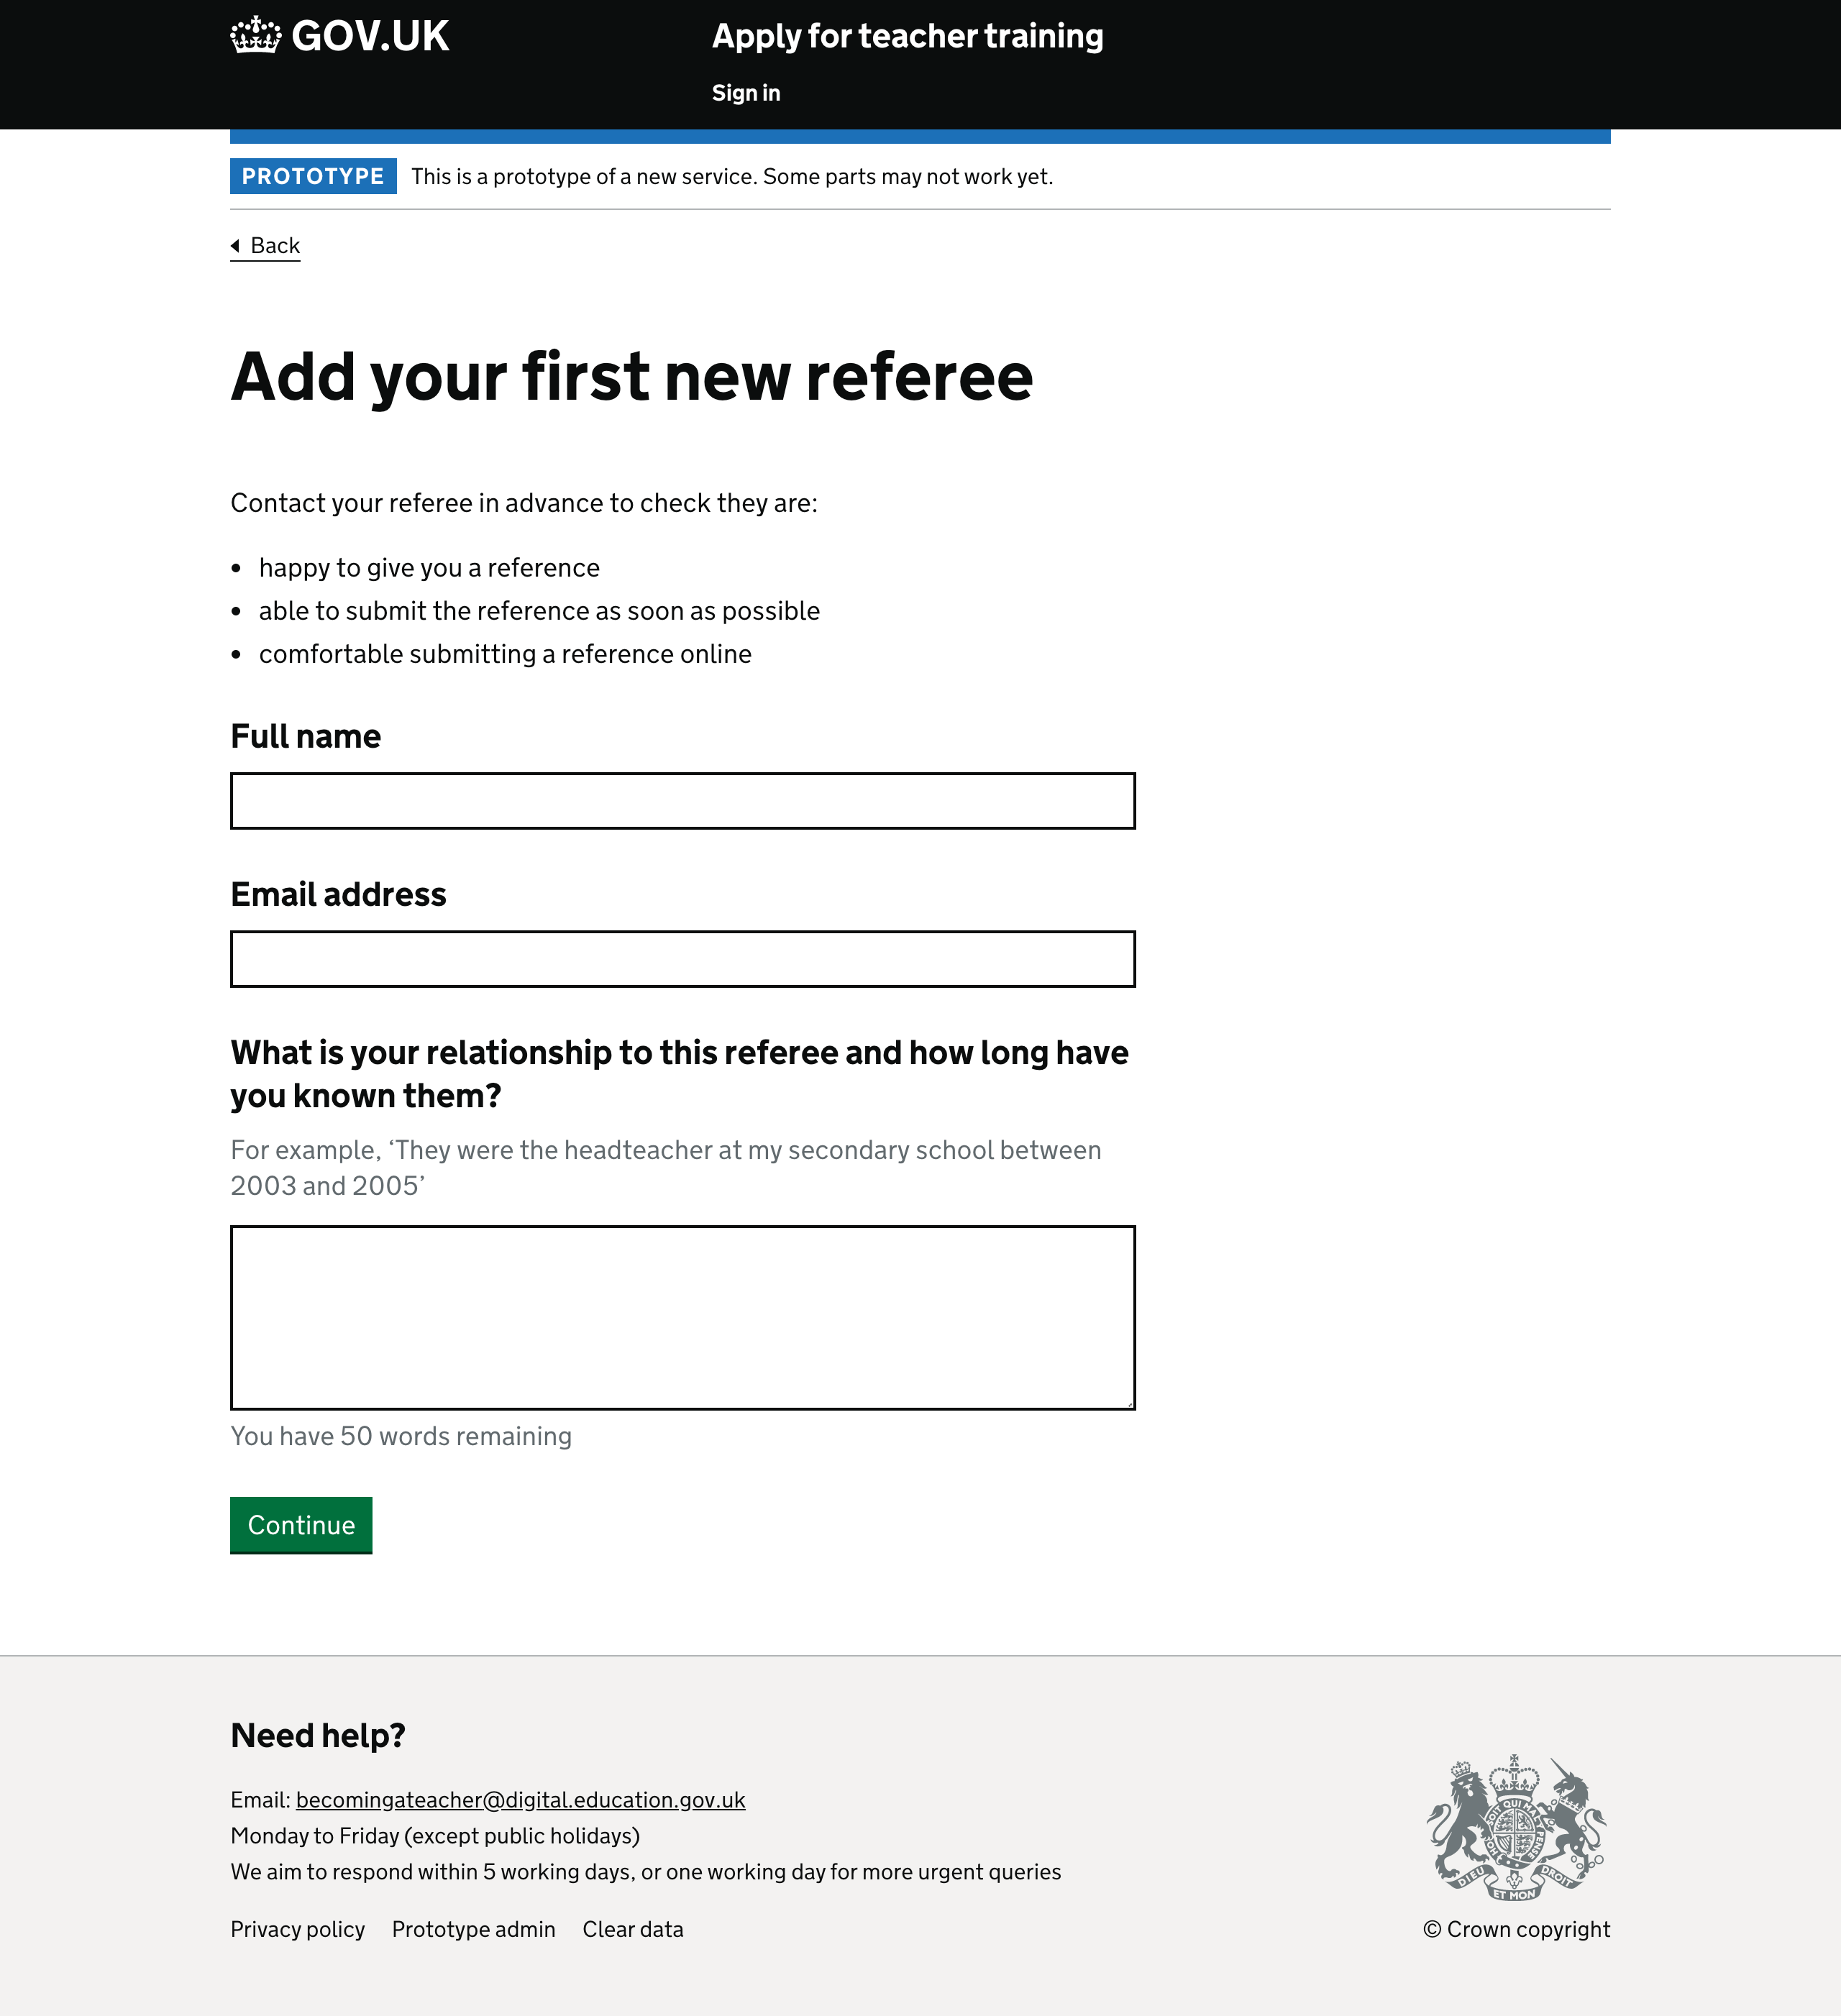 GOV.UK
Apply for teacher training
Sign in
PROTOTYPE This is a prototype of a new service. Some parts may not work yet.
Back
Add your first new referee
Contact your referee in advance to check they are:
• happy to give you a reference
• able to submit the reference as soon as possible
• comfortable submitting a reference online
Full name
Email address
What is your relationship to this referee and how long have
you known them?
For example, ‘They were the headteacher at my secondary school between
2003 and 2005’
You have 50 words remaining
Continue
Need help?
Email: becomingateacher@digital.education.gov.uk
Monday to Friday (except public holidays)
We aim to respond within 5 working days, or one working day for more urgent queries
Privacy policy Prototype admin Clear data
DIEU ET MON DROIT
© Crown copyright